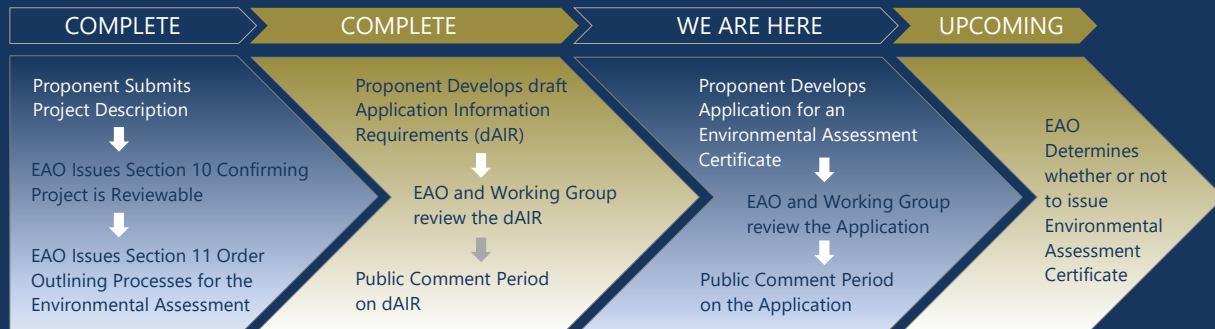 COMPLETE
COMPLETE
WE ARE HERE
UPCOMING
Proponent Submits
Project Description
EAO Issues Section 10 Confirming
Project is Reviewable
EAO Issues Section 11 Order
Outlining Processes for the
Environmental Assessment
Proponent Develops draft
Application Information
Requirements (dAIR)
EAO and Working Group
review the dAIR
Public Comment Period
on dAIR
Proponent Develops
Application for an
Environmental Assessment
Certificate
EAO and Working Group
review the Application
Public Comment Period
on the Application
EAO
Determines
whether or not
to issue
Environmental
Assessment
Certificate